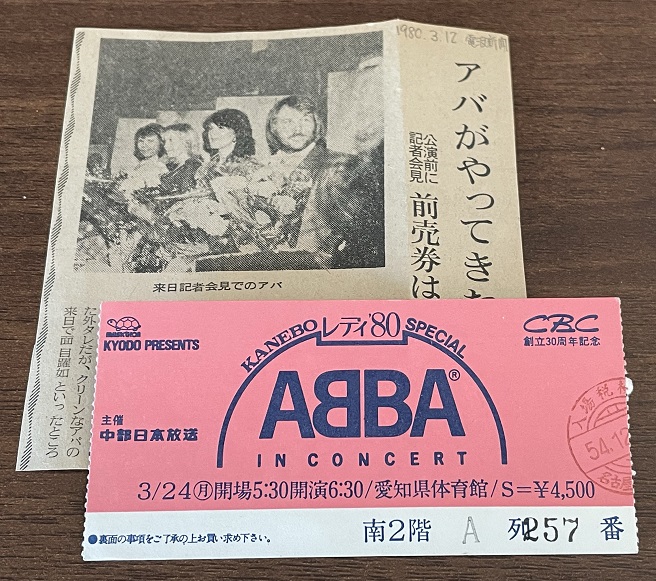 1980.3.12
アバがやってきた
公演前に
記者会見
前売券は
来日記者会見でのアバ
た外タレだが、クリーンなアバの
来日で面目躍如といったところ
KYODO PRESENTS
KANEBO レディ'80 SPECIAL
CBC
創立30周年記念
ABBA®
IN CONCERT
主催
中部日本放送
3/24㊊開場5:30開演6:30/愛知県体育館/S=¥4,500
●裏面の事項をご了承の上お買い求め下さい。
南2階 A 列257番